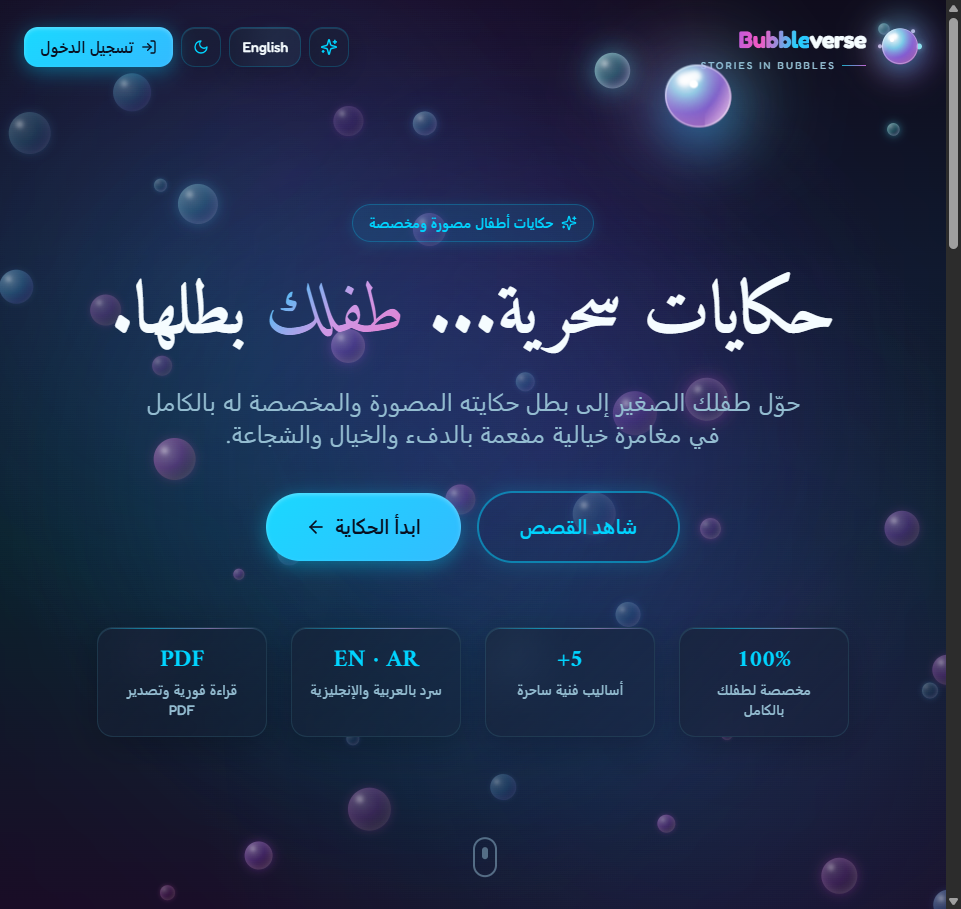 Bubbleverse
STORIES IN BUBBLES
English
تسجيل الدخول
حكايات أطفال مصورة ومخصصة
حكايات سحرية... طفلك بطلها.
حوّل طفلك الصغير إلى بطل حكايته المصورة والمخصصة له بالكامل
في مغامرة خيالية مفعمة بالدفء والخيال والشجاعة.
شاهد القصص
ابدأ الحكاية
100%
مخصصة لطفلك
بالكامل
+5
أساليب فنية ساحرة
EN · AR
سرد بالعربية والإنجليزية
PDF
قراءة فورية وتصدير
PDF